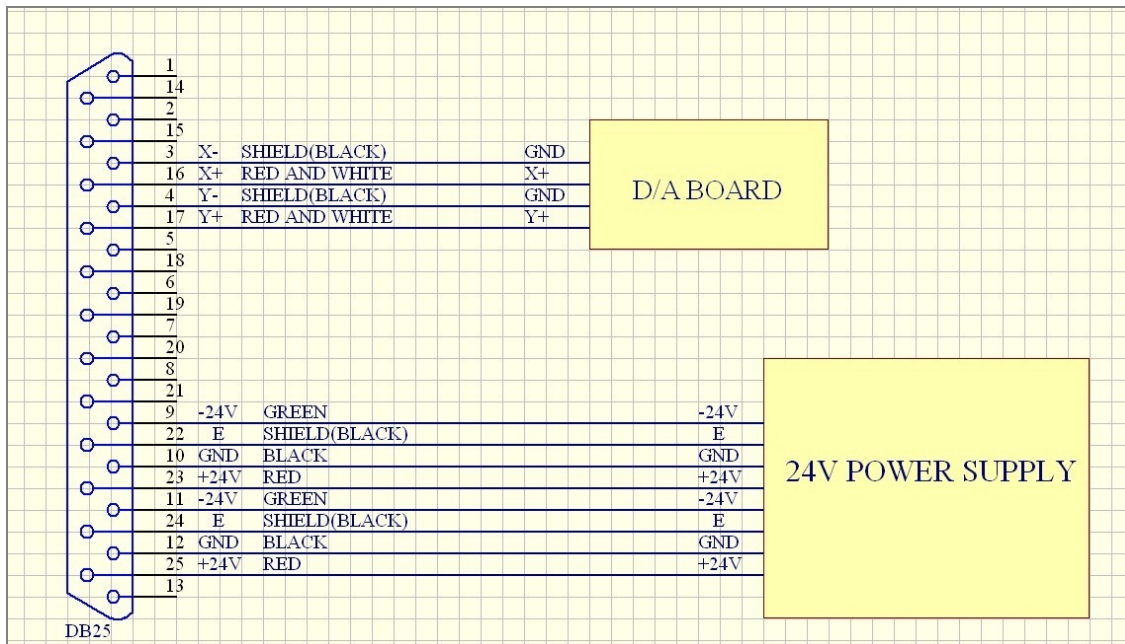 1
14
2
15
3 X- SHIELD(BLACK) GND
16 X+ RED AND WHITE X+
4 Y- SHIELD(BLACK) GND
17 Y+ RED AND WHITE Y+
D/A BOARD
5
18
6
19
7
20
8
21
9 -24V GREEN -24V
22 E SHIELD(BLACK) E
10 GND BLACK GND
23 +24V RED +24V
24V POWER SUPPLY
11 -24V GREEN -24V
24 E SHIELD(BLACK) E
12 GND BLACK GND
25 +24V RED +24V
13
DB25